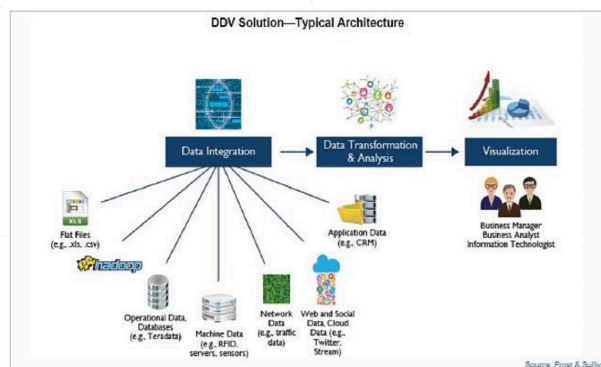 DDV Solution—Typical Architecture
Data Integration
Data Transformation
& Analysis
Visualization
XLS
Flat Files
(e.g., .xls, .csv)
hadoop
Operational Data,
Databases
(e.g., Teradata)
Machine Data
(e.g., RFID,
servers, sensors)
Network
Data
(e.g., traffic
data)
Web and Social
Data, Cloud
Data (e.g.,
Twitter,
Stream)
Application Data
(e.g., CRM)
Business Manager
Business Analyst
Information Technologist
Source: Frost & Sulliv